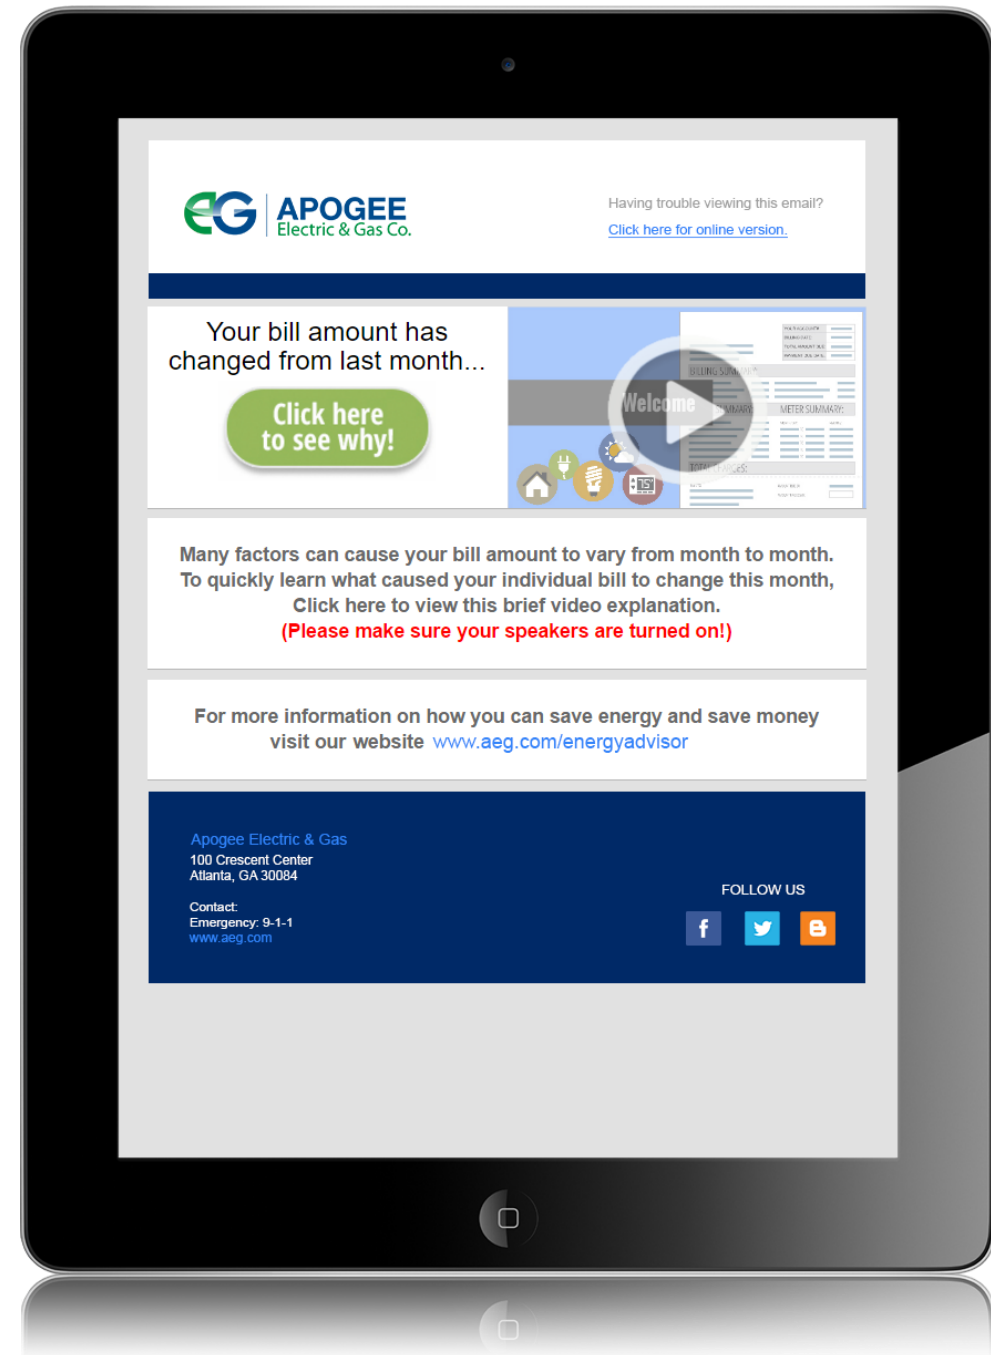 EG
APOGEE
Electric & Gas Co.
Having trouble viewing this email?
Click here for online version.
Your bill amount has
changed from last month...
Click here
to see why!
Welcome
BILLING SUMMARY:
SUMMARY:
METER SUMMARY:
TOTAL CHARGES:
75°
Many factors can cause your bill amount to vary from month to month.
To quickly learn what caused your individual bill to change this month,
Click here to view this brief video explanation.
(Please make sure your speakers are turned on!)
For more information on how you can save energy and save money
visit our website www.aeg.com/energyadvisor
Apogee Electric & Gas
100 Crescent Center
Atlanta, GA 30084
Contact:
Emergency: 9-1-1
www.aeg.com
FOLLOW US